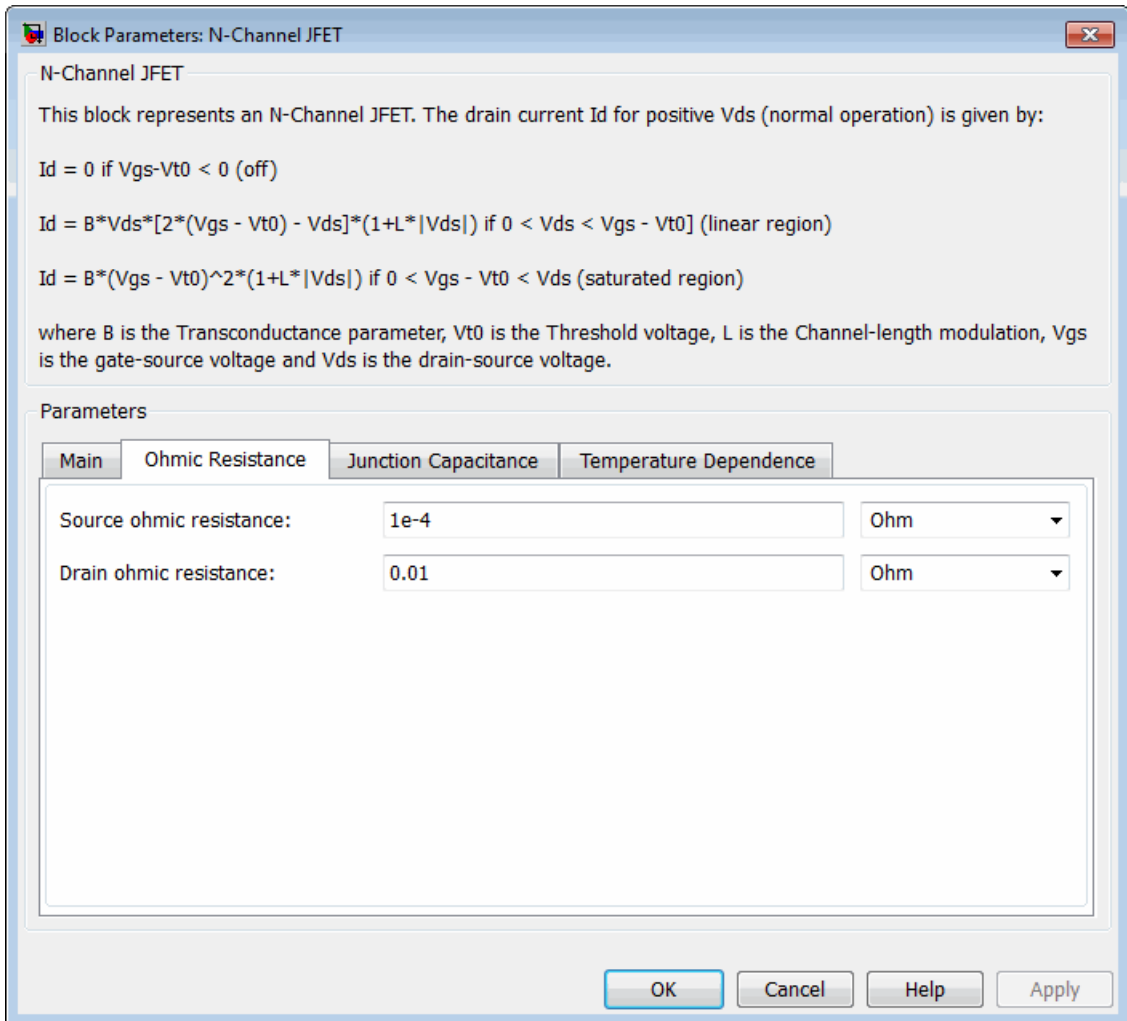 Block Parameters: N-Channel JFET
N-Channel JFET
This block represents an N-Channel JFET. The drain current Id for positive Vds (normal operation) is given by:
Id = 0 if Vgs-Vt0 < 0 (off)
Id = B*Vds*[2*(Vgs - Vt0) - Vds]*(1+L*|Vds|) if 0 < Vds < Vgs - Vt0] (linear region)
Id = B*(Vgs - Vt0)^2*(1+L*|Vds|) if 0 < Vgs - Vt0 < Vds (saturated region)
where B is the Transconductance parameter, Vt0 is the Threshold voltage, L is the Channel-length modulation, Vgs
is the gate-source voltage and Vds is the drain-source voltage.
Parameters
Main Ohmic Resistance Junction Capacitance Temperature Dependence
Source ohmic resistance: 1e-4 Ohm
Drain ohmic resistance: 0.01 Ohm
OK Cancel Help Apply